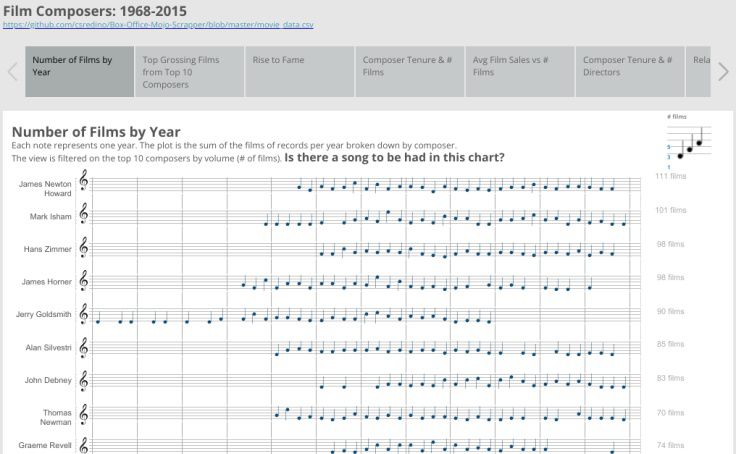 Film Composers: 1968-2015
https://github.com/csredino/Box-Office-Mojo-Scrapper/blob/master/movie_data.csv
Number of Films by
Year
Top Grossing Films
from Top 10
Composers
Rise to Fame
Composer Tenure & #
Films
Avg Film Sales vs #
Films
Composer Tenure & #
Directors
Rela
# films
5
3
1
Number of Films by Year
Each note represents one year. The plot is the sum of the films of records per year broken down by composer.
The view is filtered on the top 10 composers by volume (# of films). Is there a song to be had in this chart?
James Newton
Howard
111 films
Mark Isham
101 films
Hans Zimmer
98 films
James Horner
98 films
Jerry Goldsmith
90 films
Alan Silvestri
85 films
John Debney
83 films
Thomas
Newman
70 films
Graeme Revell
74 films